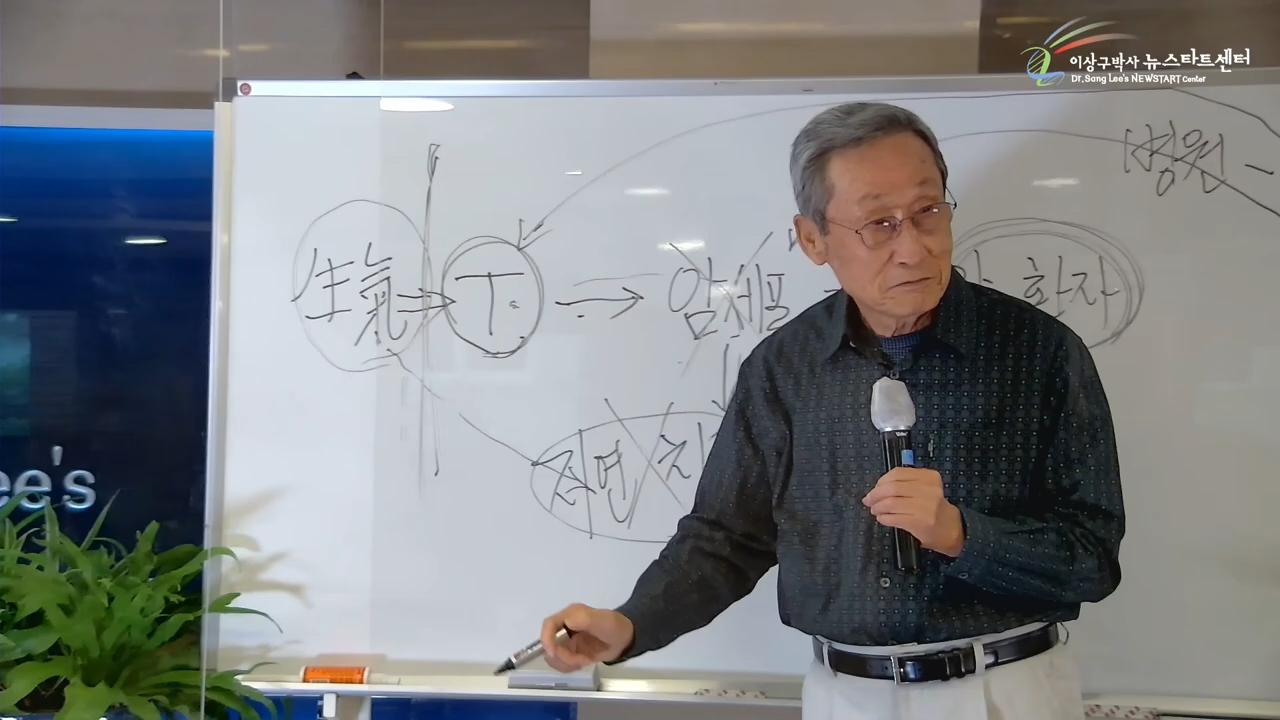 이상구박사 뉴스타트센터
Dr. Sang Lee's NEWSTART Center
병원
生氣 ⇒ T. → 암세포
환자
자연 치
ee's